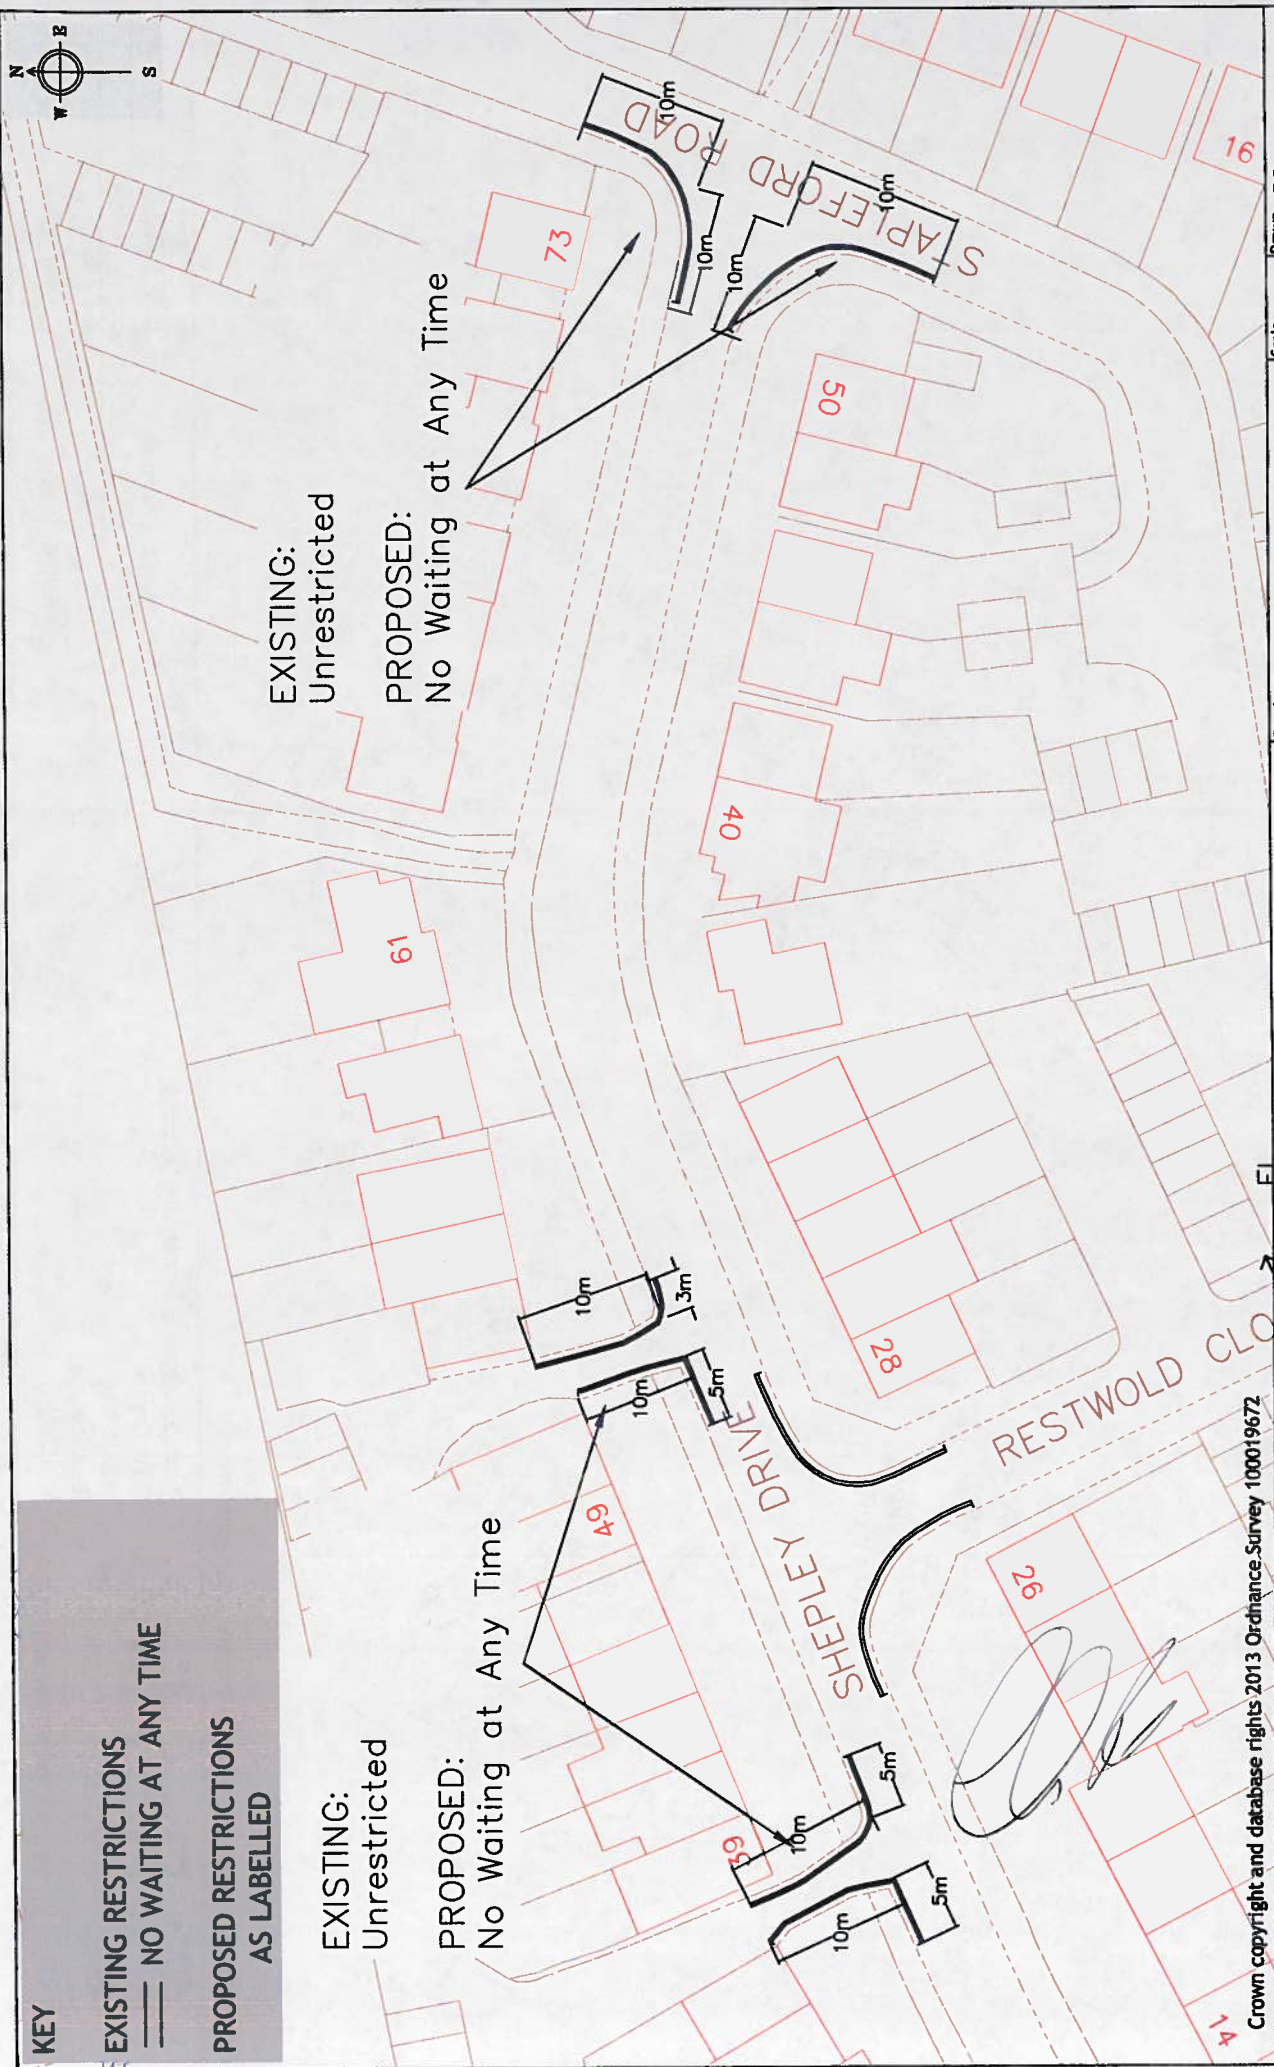 KEY
EXISTING RESTRICTIONS
NO WAITING AT ANY TIME
PROPOSED RESTRICTIONS
AS LABELLED
N
W
E
S
EXISTING:
Unrestricted
PROPOSED:
No Waiting at Any Time
EXISTING:
Unrestricted
PROPOSED:
No Waiting at Any Time
SHEPLEY DRIVE
RESTWOLD CLO
S-APLEFORD ROAD
10m
10m
10m
10m
10m
3m
10m
5m
10m
5m
10m
5m
73
61
50
40
28
49
39
26
14
16
Crown copyright and database rights 2013 Ordnance Survey 100019672